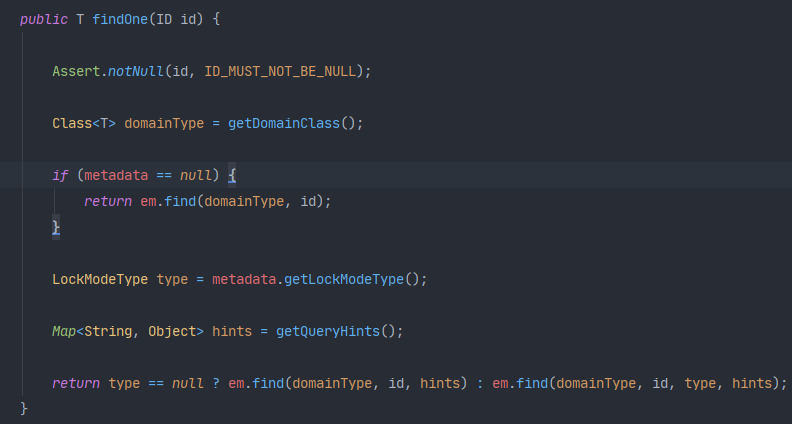 public T findOne(ID id) {
Assert.notNull(id, ID_MUST_NOT_BE_NULL);
Class<T> domainType = getDomainClass();
if (metadata == null) {
return em.find(domainType, id);
}
LockModeType type = metadata.getLockModeType();
Map<String, Object> hints = getQueryHints();
return type == null ? em.find(domainType, id, hints) : em.find(domainType, id, type, hints);
}